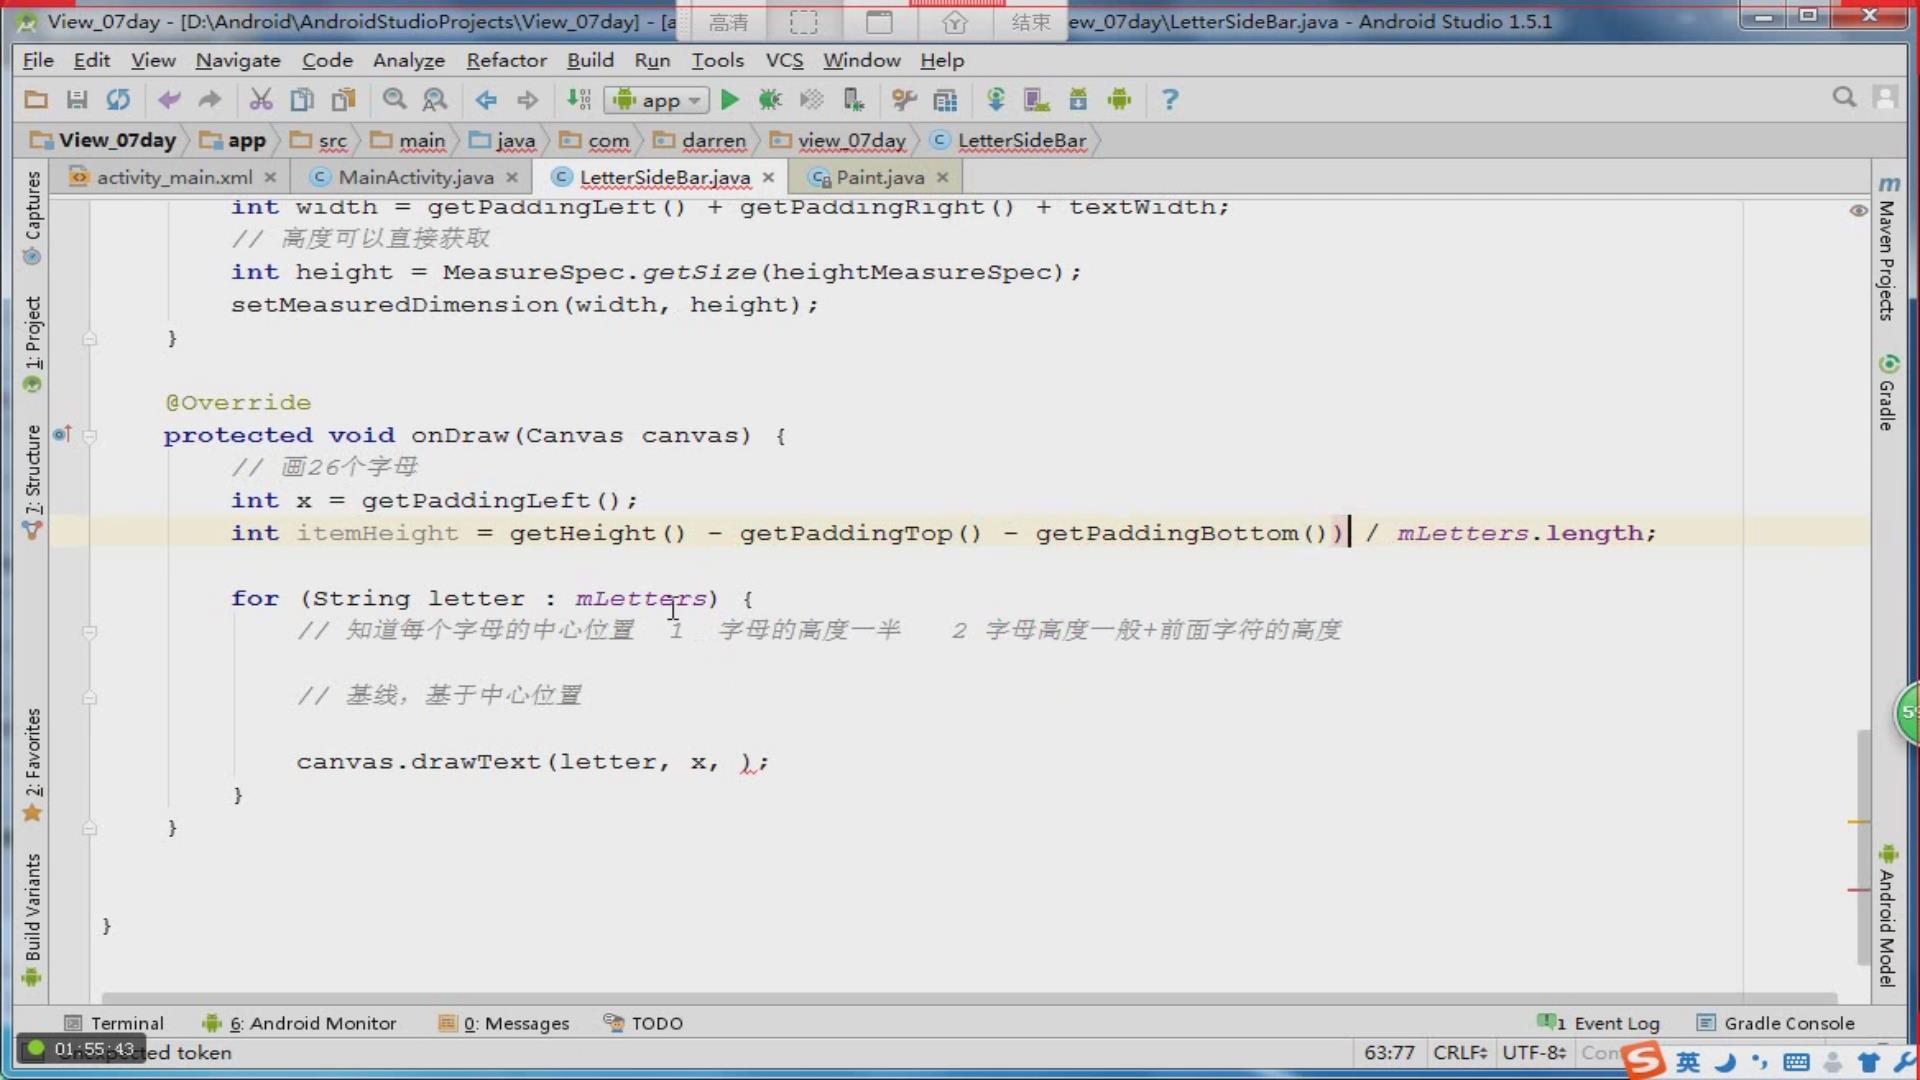 View_07day - [D:\Android\AndroidStudioProjects\View_07day] - [a
高清
结束
ew_07day\LetterSideBar.java - Android Studio 1.5.1
File Edit View Navigate Code Analyze Refactor Build Run Tools VCS Window Help
app
View_07day app src main java com darren view_07day LetterSideBar
activity_main.xml MainActivity.java LetterSideBar.java Paint.java
int width = getPaddingLeft() + getPaddingRight() + textWidth;
// 高度可以直接获取
int height = MeasureSpec.getSize(heightMeasureSpec);
setMeasuredDimension(width, height);
}
@Override
protected void onDraw(Canvas canvas) {
// 画26个字母
int x = getPaddingLeft();
int itemHeight = getHeight() - getPaddingTop() - getPaddingBottom()) / mLetters.length;
for (String letter : mLetters) {
// 知道每个字母的中心位置 1 字母的高度一半 2 字母高度一般+前面字符的高度
// 基线，基于中心位置
canvas.drawText(letter, x, );
}
}
}
Captures
1: Project
7: Structure
2: Favorites
Build Variants
Maven Projects
Gradle
Android Model
Terminal 6: Android Monitor 0: Messages TODO
1 Event Log Gradle Console
01:55:43
ed token
63:77 CRLF UTF-8 Con
英